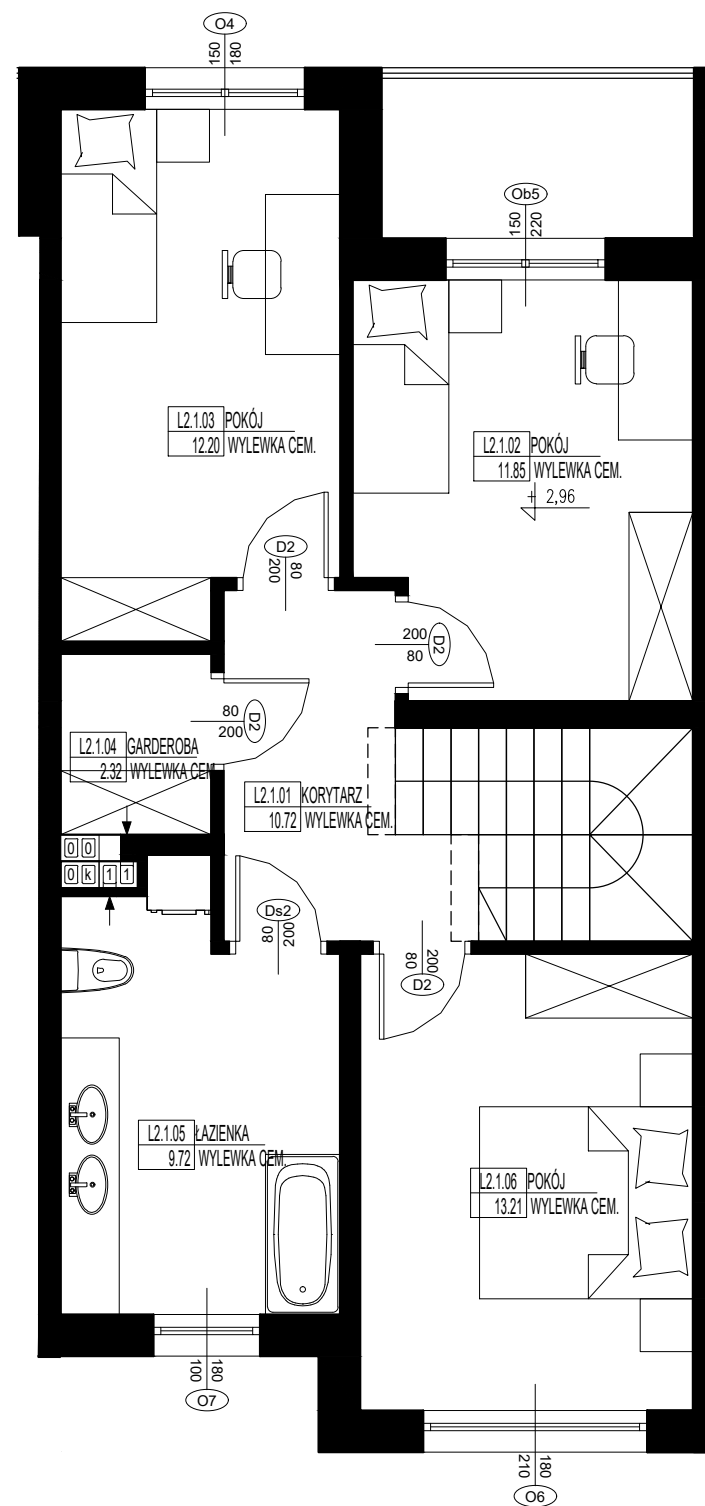 O4
150
180
Ob5
150
220
L2.1.03 POKÓJ
12.20 WYLEWKA CEM.
L2.1.02 POKÓJ
11.85 WYLEWKA CEM.
+ 2,96
D2
80
200
200
80
D2
80
200
D2
L2.1.04 GARDEROBA
2.32 WYLEWKA CEM.
L2.1.01 KORYTARZ
10.72 WYLEWKA CEM.
0 0
0 k 1 1
Ds2
80
200
80
200
D2
L2.1.05 ŁAZIENKA
9.72 WYLEWKA CEM.
L2.1.06 POKÓJ
13.21 WYLEWKA CEM.
100
180
O7
210
180
O6